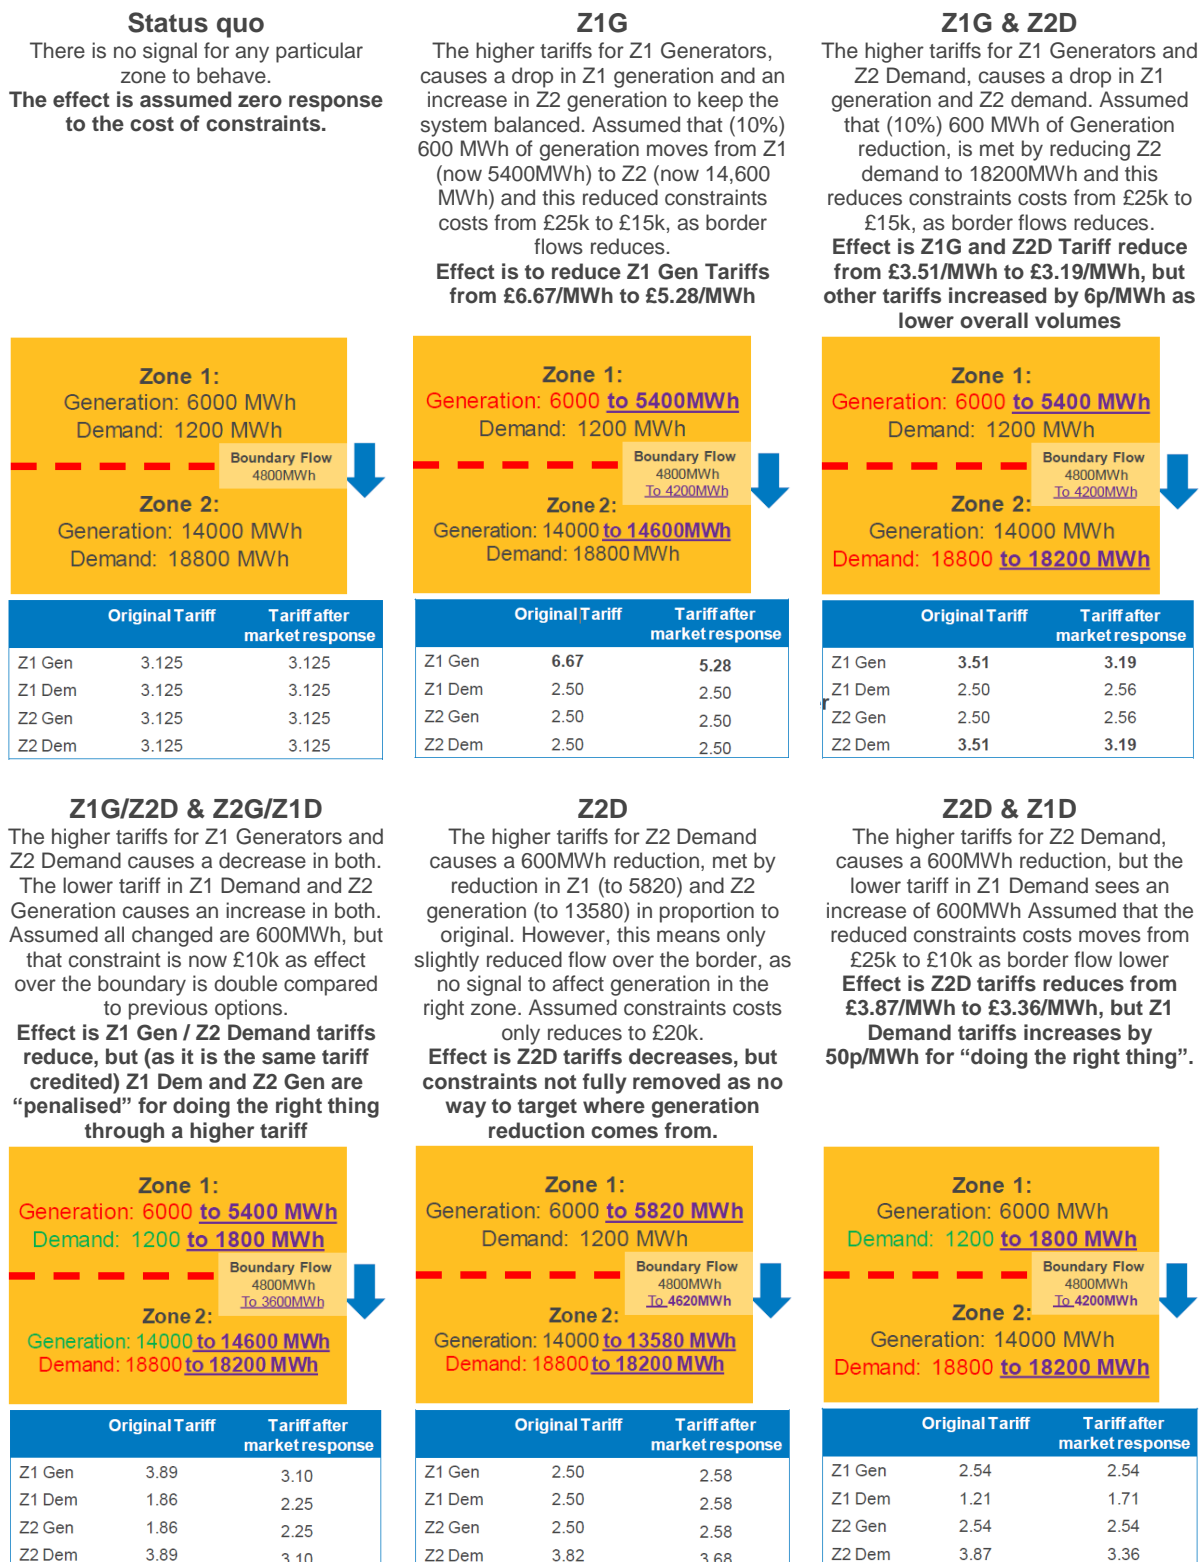 Status quo
There is no signal for any particular
zone to behave.
The effect is assumed zero response
to the cost of constraints.
Zone 1:
Generation: 6000 MWh
Demand: 1200 MWh
Boundary Flow
4800MWh
Zone 2:
Generation: 14000 MWh
Demand: 18800 MWh
Original Tariff Tariff after
market response
Z1 Gen 3.125 3.125
Z1 Dem 3.125 3.125
Z2 Gen 3.125 3.125
Z2 Dem 3.125 3.125
Z1G
The higher tariffs for Z1 Generators,
causes a drop in Z1 generation and an
increase in Z2 generation to keep the
system balanced. Assumed that (10%)
600 MWh of generation moves from Z1
(now 5400MWh) to Z2 (now 14,600
MWh) and this reduced constraints
costs from £25k to £15k, as border
flows reduces.
Effect is to reduce Z1 Gen Tariffs
from £6.67/MWh to £5.28/MWh
Zone 1:
Generation: 6000 to 5400MWh
Demand: 1200 MWh
Boundary Flow
4800MWh
To 4200MWh
Zone 2:
Generation: 14000 to 14600MWh
Demand: 18800 MWh
Original Tariff Tariff after
market response
Z1 Gen 6.67 5.28
Z1 Dem 2.50 2.50
Z2 Gen 2.50 2.50
Z2 Dem 2.50 2.50
Z1G & Z2D
The higher tariffs for Z1 Generators and
Z2 Demand, causes a drop in Z1
generation and Z2 demand. Assumed
that (10%) 600 MWh of Generation
reduction, is met by reducing Z2
demand to 18200MWh and this
reduces constraints costs from £25k to
£15k, as border flows reduces.
Effect is Z1G and Z2D Tariff reduce
from £3.51/MWh to £3.19/MWh, but
other tariffs increased by 6p/MWh as
lower overall volumes
Zone 1:
Generation: 6000 to 5400 MWh
Demand: 1200 MWh
Boundary Flow
4800MWh
To 4200MWh
Zone 2:
Generation: 14000 MWh
Demand: 18800 to 18200 MWh
Original Tariff Tariff after
market response
Z1 Gen 3.51 3.19
Z1 Dem 2.50 2.56
Z2 Gen 2.50 2.56
Z2 Dem 3.51 3.19
Z1G/Z2D & Z2G/Z1D
The higher tariffs for Z1 Generators and
Z2 Demand causes a decrease in both.
The lower tariff in Z1 Demand and Z2
Generation causes an increase in both.
Assumed all changed are 600MWh, but
that constraint is now £10k as effect
over the boundary is double compared
to previous options.
Effect is Z1 Gen / Z2 Demand tariffs
reduce, but (as it is the same tariff
credited) Z1 Dem and Z2 Gen are
“penalised” for doing the right thing
through a higher tariff
Zone 1:
Generation: 6000 to 5400 MWh
Demand: 1200 to 1800 MWh
Boundary Flow
4800MWh
To 3600MWh
Zone 2:
Generation: 14000 to 14600 MWh
Demand: 18800 to 18200 MWh
Original Tariff Tariff after
market response
Z1 Gen 3.89 3.10
Z1 Dem 1.86 2.25
Z2 Gen 1.86 2.25
Z2 Dem 3.89 3.10
Z2D
The higher tariffs for Z2 Demand
causes a 600MWh reduction, met by
reduction in Z1 (to 5820) and Z2
generation (to 13580) in proportion to
original. However, this means only
slightly reduced flow over the border, as
no signal to affect generation in the
right zone. Assumed constraints costs
only reduces to £20k.
Effect is Z2D tariffs decreases, but
constraints not fully removed as no
way to target where generation
reduction comes from.
Zone 1:
Generation: 6000 to 5820 MWh
Demand: 1200 MWh
Boundary Flow
4800MWh
To 4620MWh
Zone 2:
Generation: 14000 to 13580 MWh
Demand: 18800 to 18200 MWh
Original Tariff Tariff after
market response
Z1 Gen 2.50 2.58
Z1 Dem 2.50 2.58
Z2 Gen 2.50 2.58
Z2 Dem 3.82 3.68
Z2D & Z1D
The higher tariffs for Z2 Demand,
causes a 600MWh reduction, but the
lower tariff in Z1 Demand sees an
increase of 600MWh Assumed that the
reduced constraints costs moves from
£25k to £10k as border flow lower
Effect is Z2D tariffs reduces from
£3.87/MWh to £3.36/MWh, but Z1
Demand tariffs increases by
50p/MWh for “doing the right thing”.
Zone 1:
Generation: 6000 MWh
Demand: 1200 to 1800 MWh
Boundary Flow
4800MWh
To 4200MWh
Zone 2:
Generation: 14000 MWh
Demand: 18800 to 18200 MWh
Original Tariff Tariff after
market response
Z1 Gen 2.54 2.54
Z1 Dem 1.21 1.71
Z2 Gen 2.54 2.54
Z2 Dem 3.87 3.36